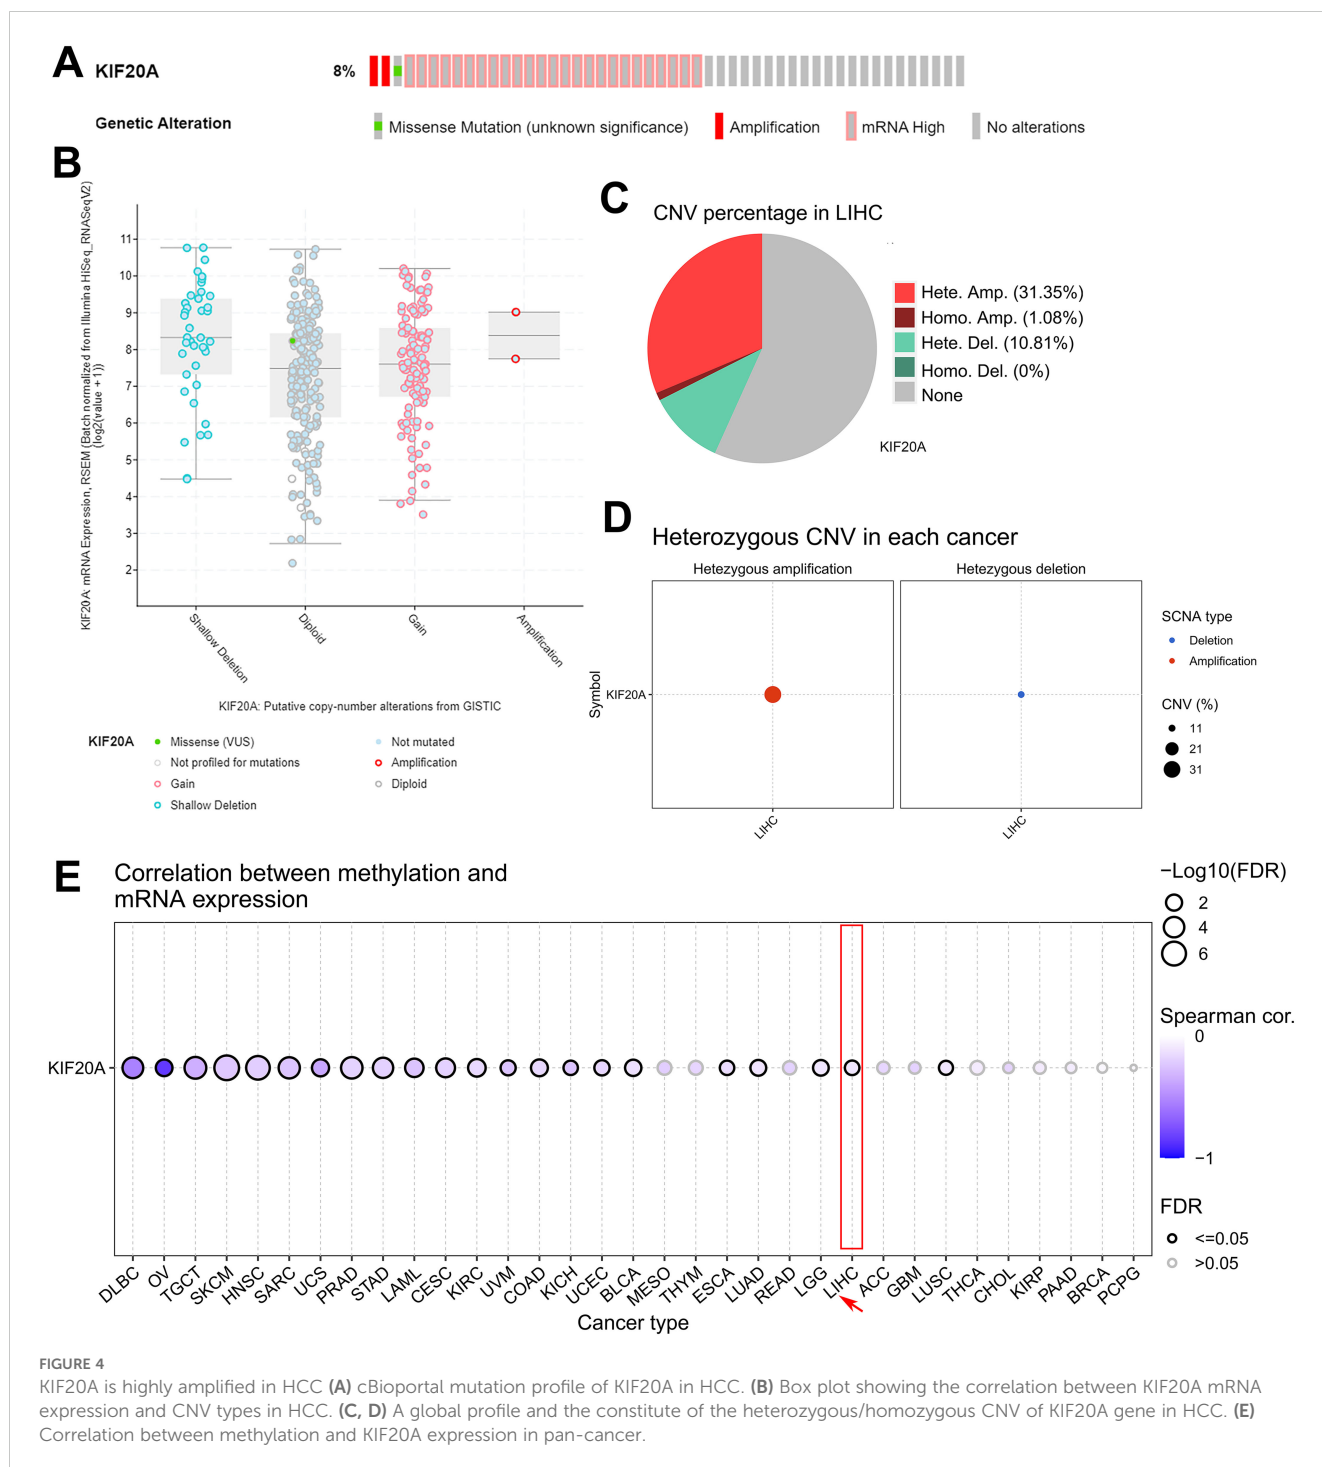 A
KIF20A
8%
Genetic Alteration
Missense Mutation (unknown significance)
Amplification
mRNA High
No alterations
B
KIF20A: mRNA Expression, RSEM (Batch normalized from Illumina HiSeq_RNASeqV2)
(log2(value + 1))
11
10
9
8
7
6
5
4
3
2
Shallow Deletion
Diploid
Gain
Amplification
KIF20A: Putative copy-number alterations from GISTIC
KIF20A
Missense (VUS)
Not mutated
Not profiled for mutations
Amplification
Gain
Diploid
Shallow Deletion
C
CNV percentage in LIHC
Hete. Amp. (31.35%)
Homo. Amp. (1.08%)
Hete. Del. (10.81%)
Homo. Del. (0%)
None
KIF20A
D
Heterozygous CNV in each cancer
Hetezygous amplification
Hetezygous deletion
Symbol
KIF20A
LIHC
LIHC
SCNA type
Deletion
Amplification
CNV (%)
11
21
31
E
Correlation between methylation and
mRNA expression
KIF20A
DLBC
OV
TGCT
SKCM
HNSC
SARC
UCS
PRAD
STAD
LAML
CESC
KIRC
UVM
COAD
KICH
UCEC
BLCA
MESO
THYM
ESCA
LUAD
READ
LGG
LIHC
ACC
GBM
LUSC
THCA
CHOL
KIRP
PAAD
BRCA
PCPG
Cancer type
−Log10(FDR)
2
4
6
Spearman cor.
0
−1
FDR
<=0.05
>0.05
FIGURE 4
KIF20A is highly amplified in HCC (A) cBioportal mutation profile of KIF20A in HCC. (B) Box plot showing the correlation between KIF20A mRNA
expression and CNV types in HCC. (C, D) A global profile and the constitute of the heterozygous/homozygous CNV of KIF20A gene in HCC. (E)
Correlation between methylation and KIF20A expression in pan-cancer.